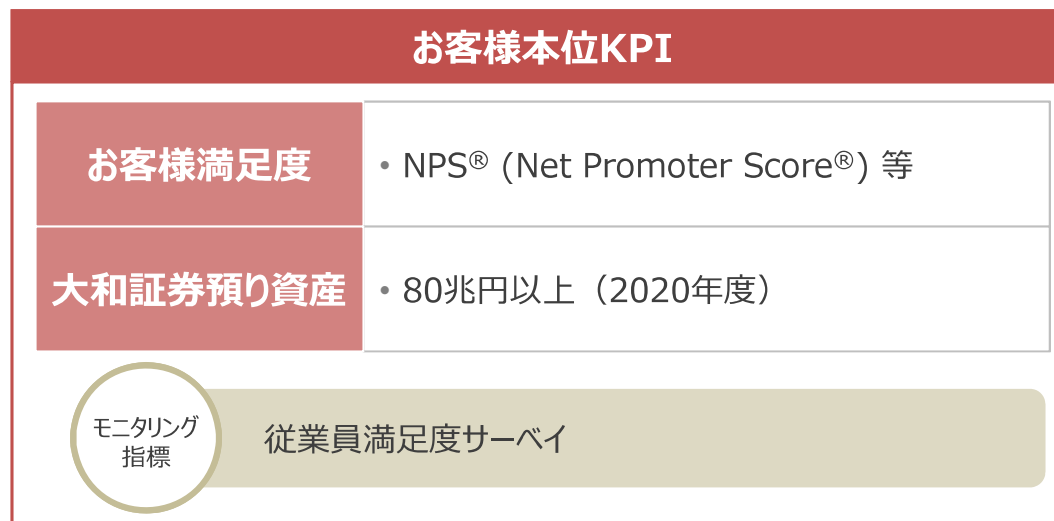 お客様本位KPI
お客様満足度
• NPS® (Net Promoter Score®) 等
大和証券預り資産
• 80兆円以上（2020年度）
モニタリング
指標
従業員満足度サーベイ